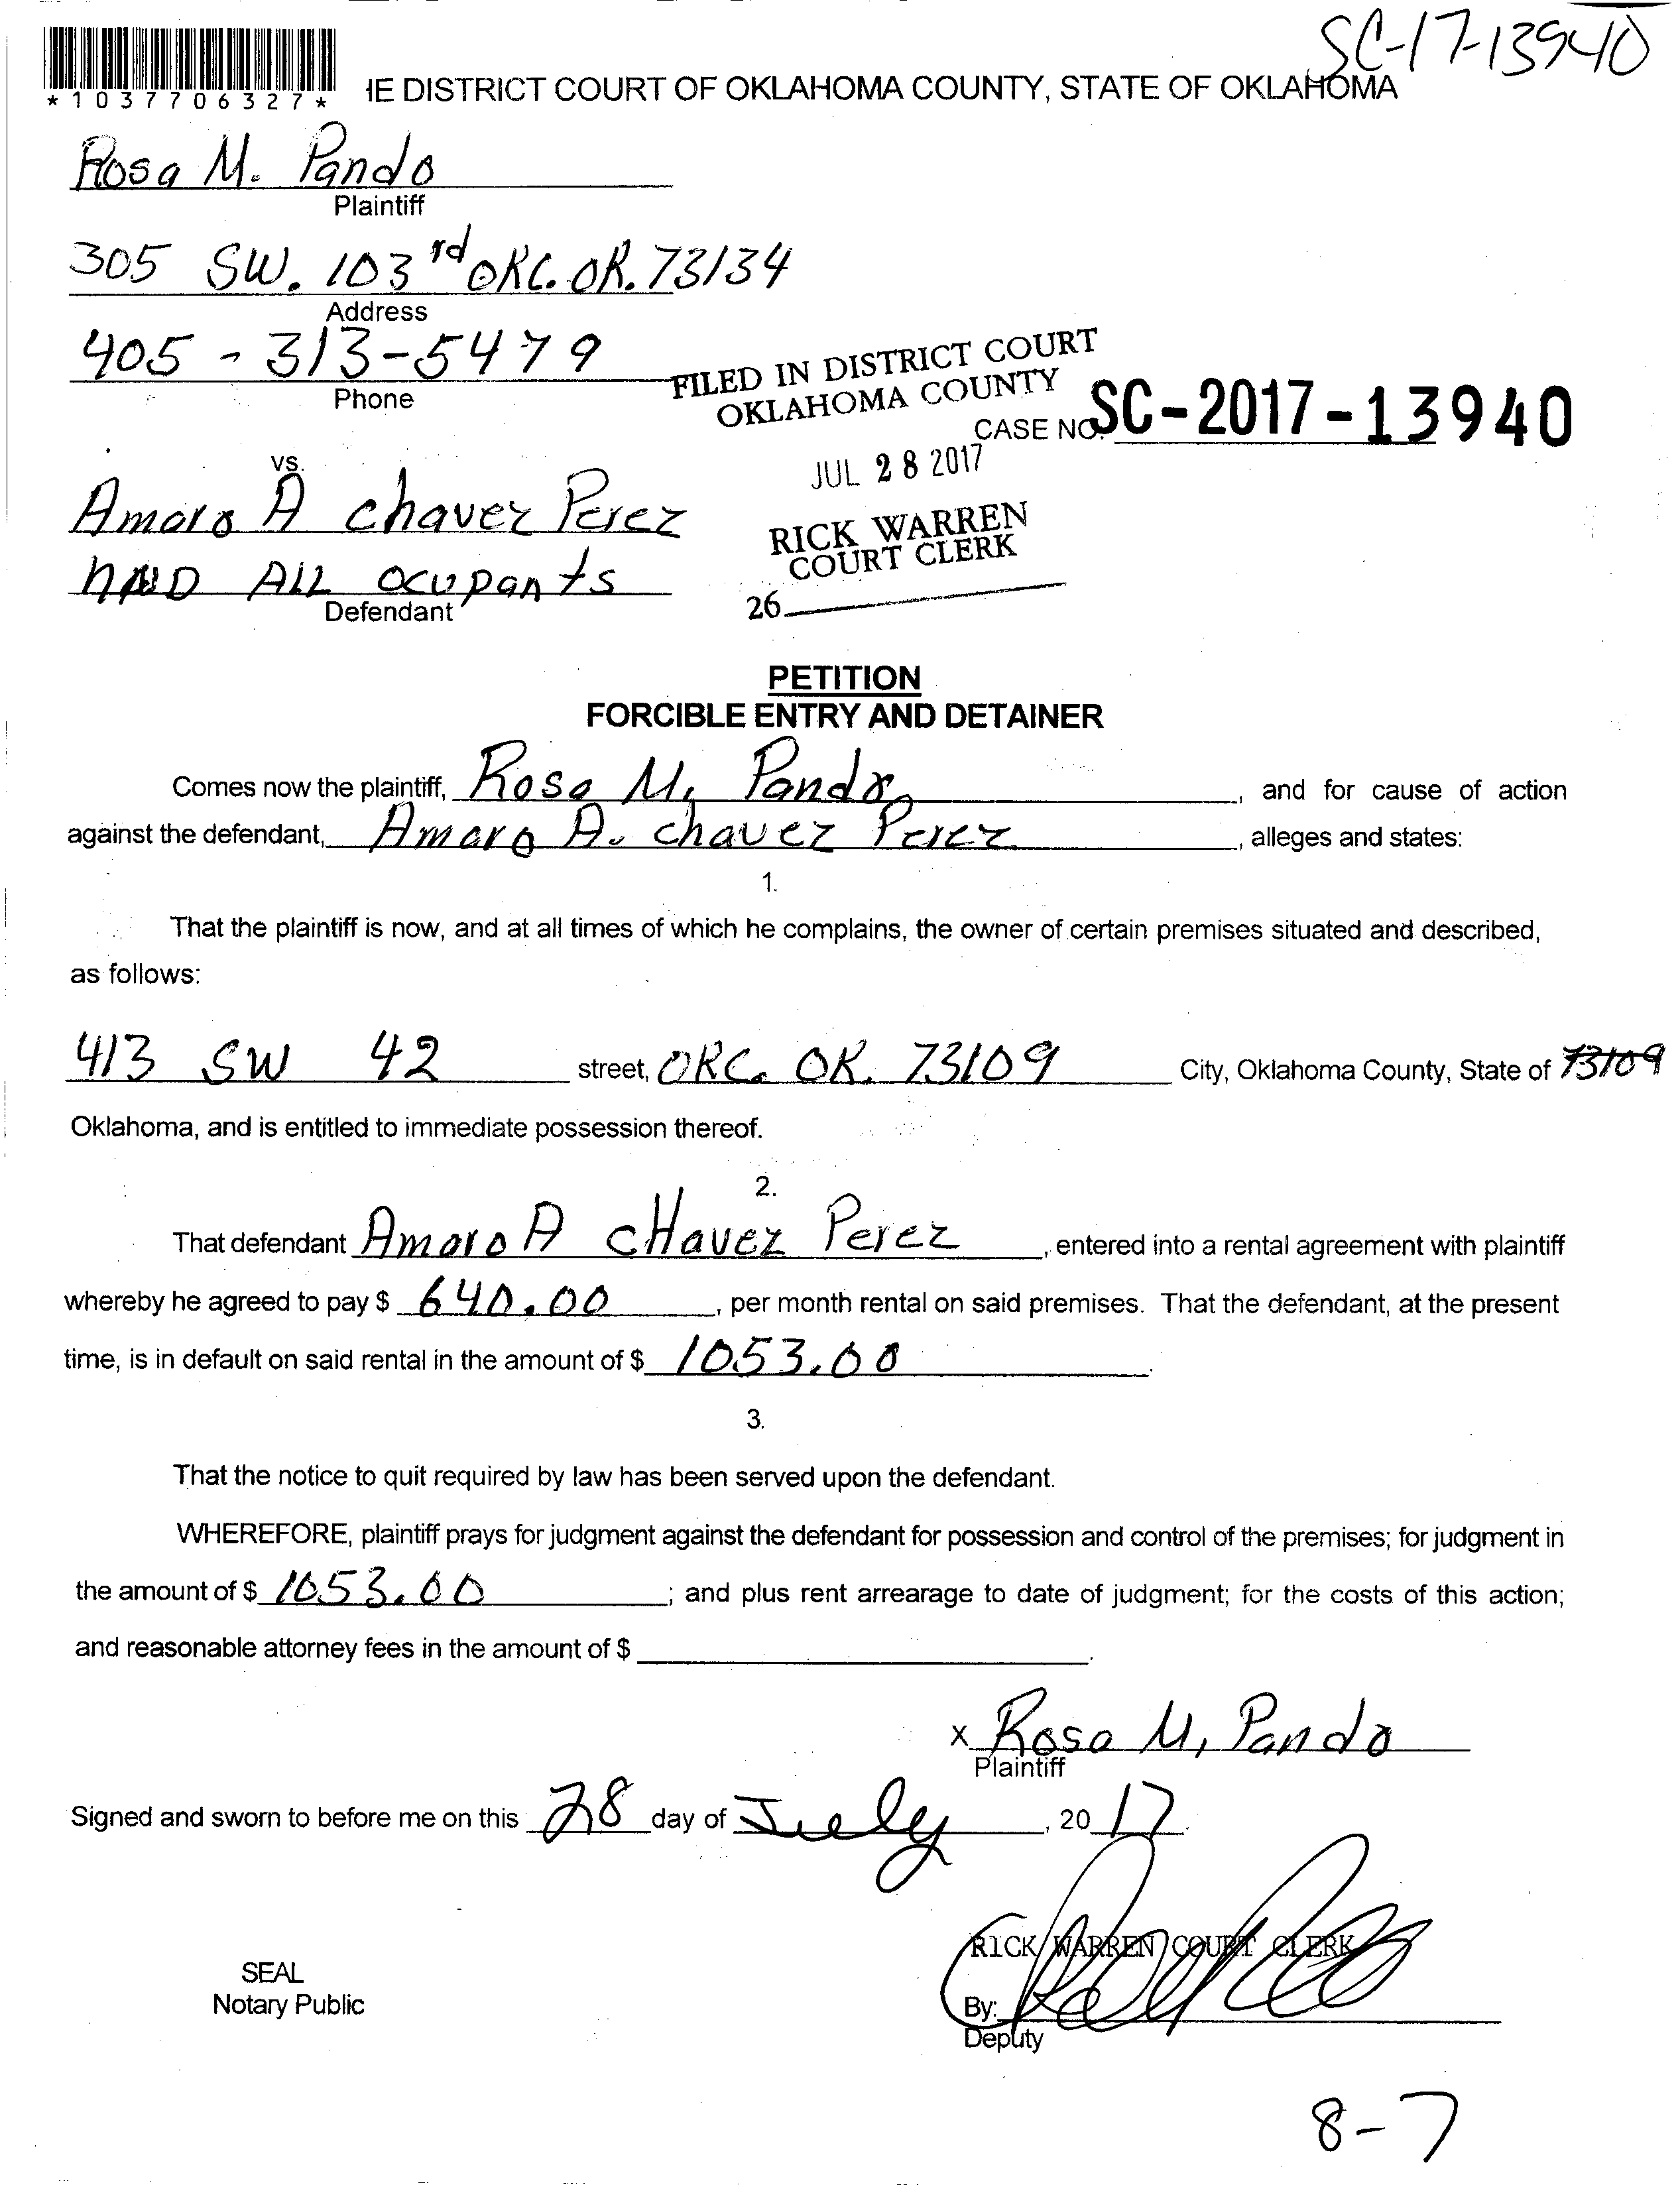 SC-17-13940
*1037706327*
HE DISTRICT COURT OF OKLAHOMA COUNTY, STATE OF OKLAHOMA
Rosa M. Pando
Plaintiff
305 SW. 103rd OKC. OK. 73134
Address
405-313-5479
Phone
FILED IN DISTRICT COURT
OKLAHOMA COUNTY
CASE NO. SC-2017-13940
JUL 28 2017
vs.
Amaro A chavez Perez
RICK WARREN
COURT CLERK
AND ALL Ocupants
Defendant
26
PETITION
FORCIBLE ENTRY AND DETAINER
Comes now the plaintiff, Rosa M. Pando, and for cause of action
against the defendant, Amaro A. chavez Perez, alleges and states:
1.
That the plaintiff is now, and at all times of which he complains, the owner of certain premises situated and described,
as follows:
413 SW 42 street, OKC. OK. 73109 City, Oklahoma County, State of 73109
Oklahoma, and is entitled to immediate possession thereof.
2.
That defendant Amaro A cHavez Perez, entered into a rental agreement with plaintiff
whereby he agreed to pay $ 640.00, per month rental on said premises. That the defendant, at the present
time, is in default on said rental in the amount of $ 1053.00.
3.
That the notice to quit required by law has been served upon the defendant.
WHEREFORE, plaintiff prays for judgment against the defendant for possession and control of the premises; for judgment in
the amount of $ 1053.00; and plus rent arrearage to date of judgment; for the costs of this action;
and reasonable attorney fees in the amount of $ .
x Rosa M, Pando
Plaintiff
Signed and sworn to before me on this 28 day of July, 2017.
RICK WARREN COURT CLERK
SEAL
Notary Public
By:
Deputy
8-7